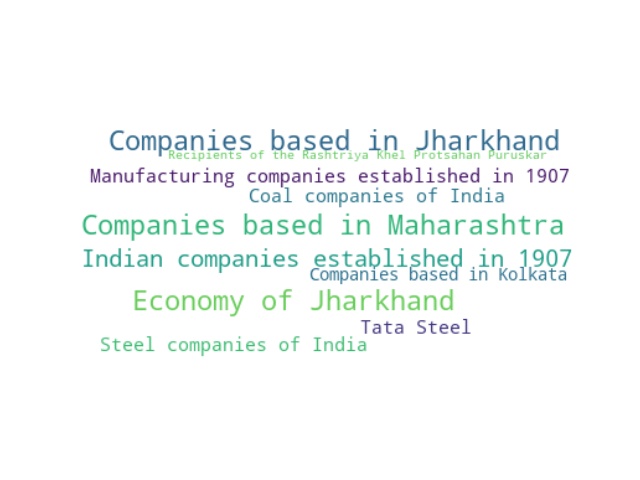 Companies based in Jharkhand
Recipients of the Rashtriya Khel Protsahan Puruskar
Manufacturing companies established in 1907
Coal companies of India
Companies based in Maharashtra
Indian companies established in 1907
Companies based in Kolkata
Economy of Jharkhand
Tata Steel
Steel companies of India